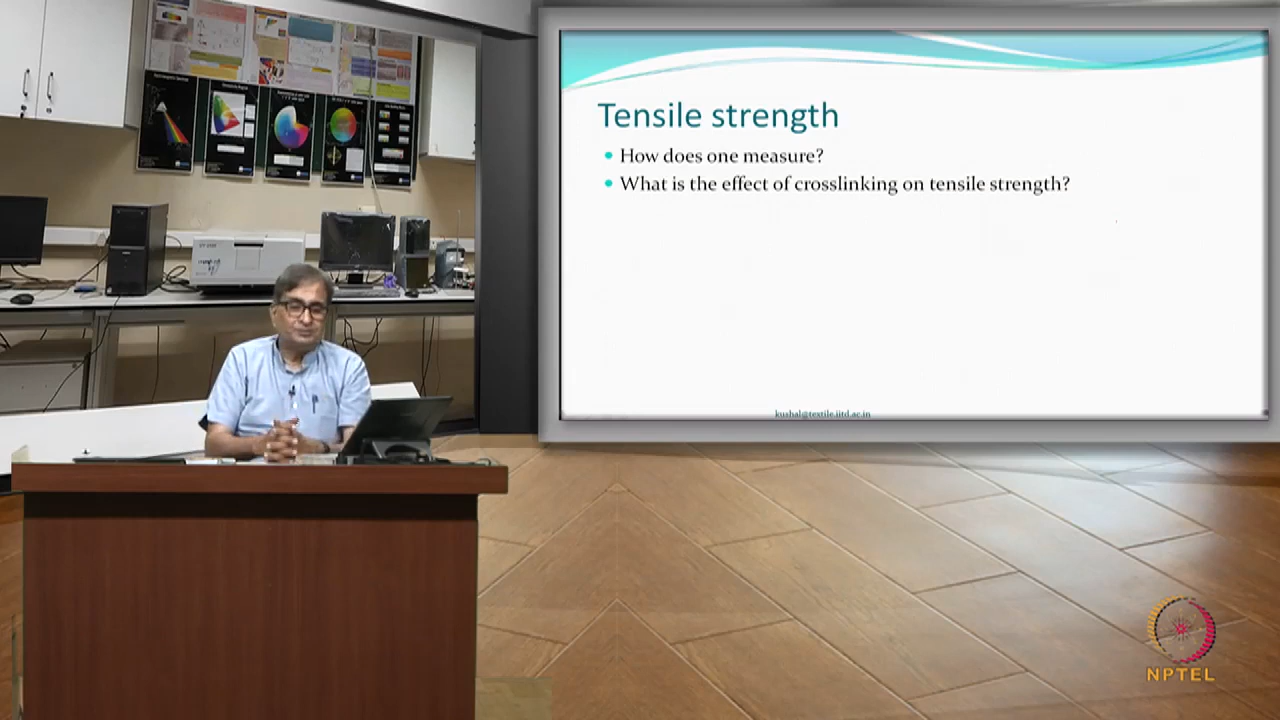 Tensile strength
How does one measure?
What is the effect of crosslinking on tensile strength?
kushal@textile.iitd.ac.in
NPTEL